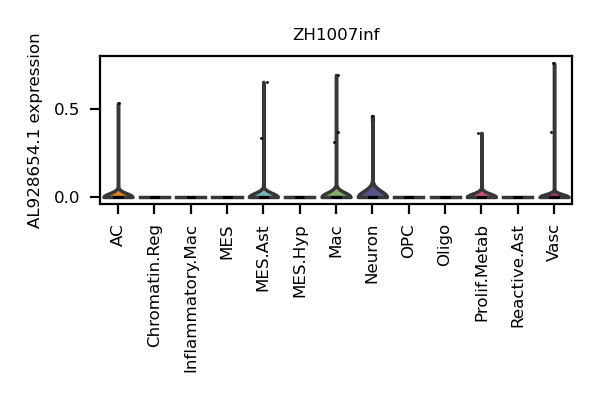 ZH1007inf
AL928654.1 expression
0.5
0.0
AC
Chromatin.Reg
Inflammatory.Mac
MES
MES.Ast
MES.Hyp
Mac
Neuron
OPC
Oligo
Prolif.Metab
Reactive.Ast
Vasc